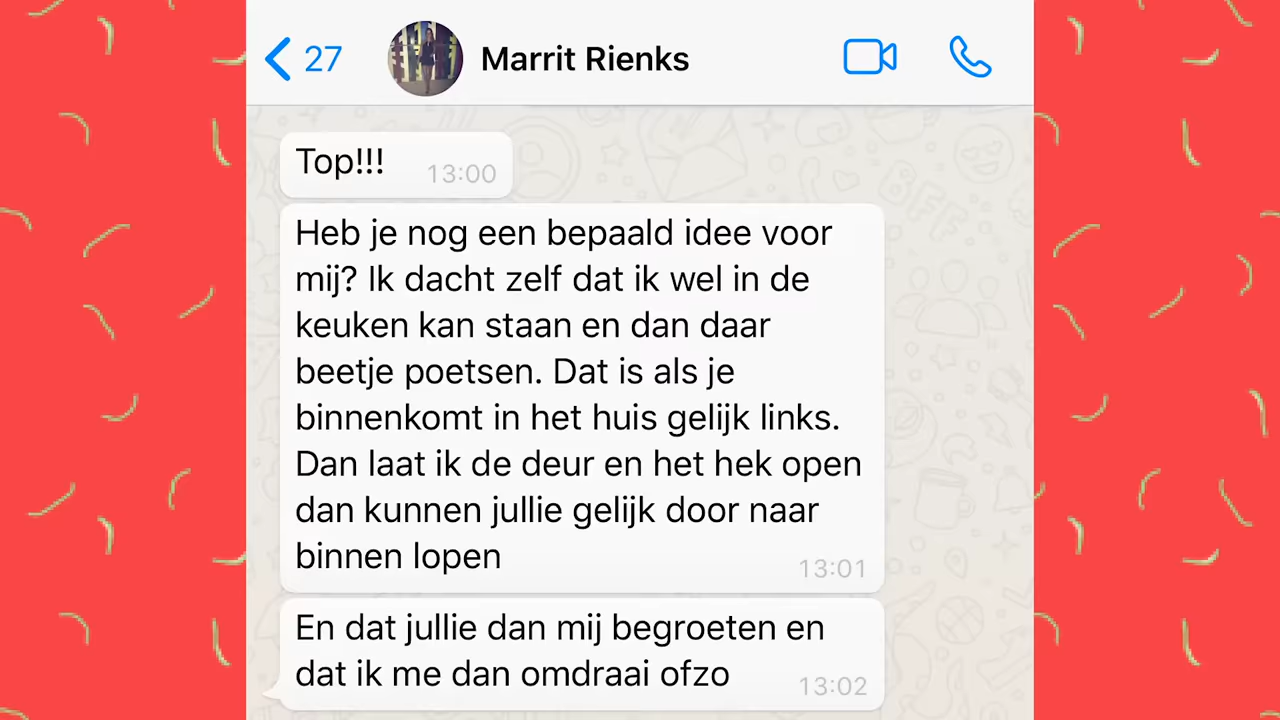 27
Marrit Rienks
Top!!!
13:00
Heb je nog een bepaald idee voor
mij? Ik dacht zelf dat ik wel in de
keuken kan staan en dan daar
beetje poetsen. Dat is als je
binnenkomt in het huis gelijk links.
Dan laat ik de deur en het hek open
dan kunnen jullie gelijk door naar
binnen lopen
13:01
En dat jullie dan mij begroeten en
dat ik me dan omdraai ofzo
13:02